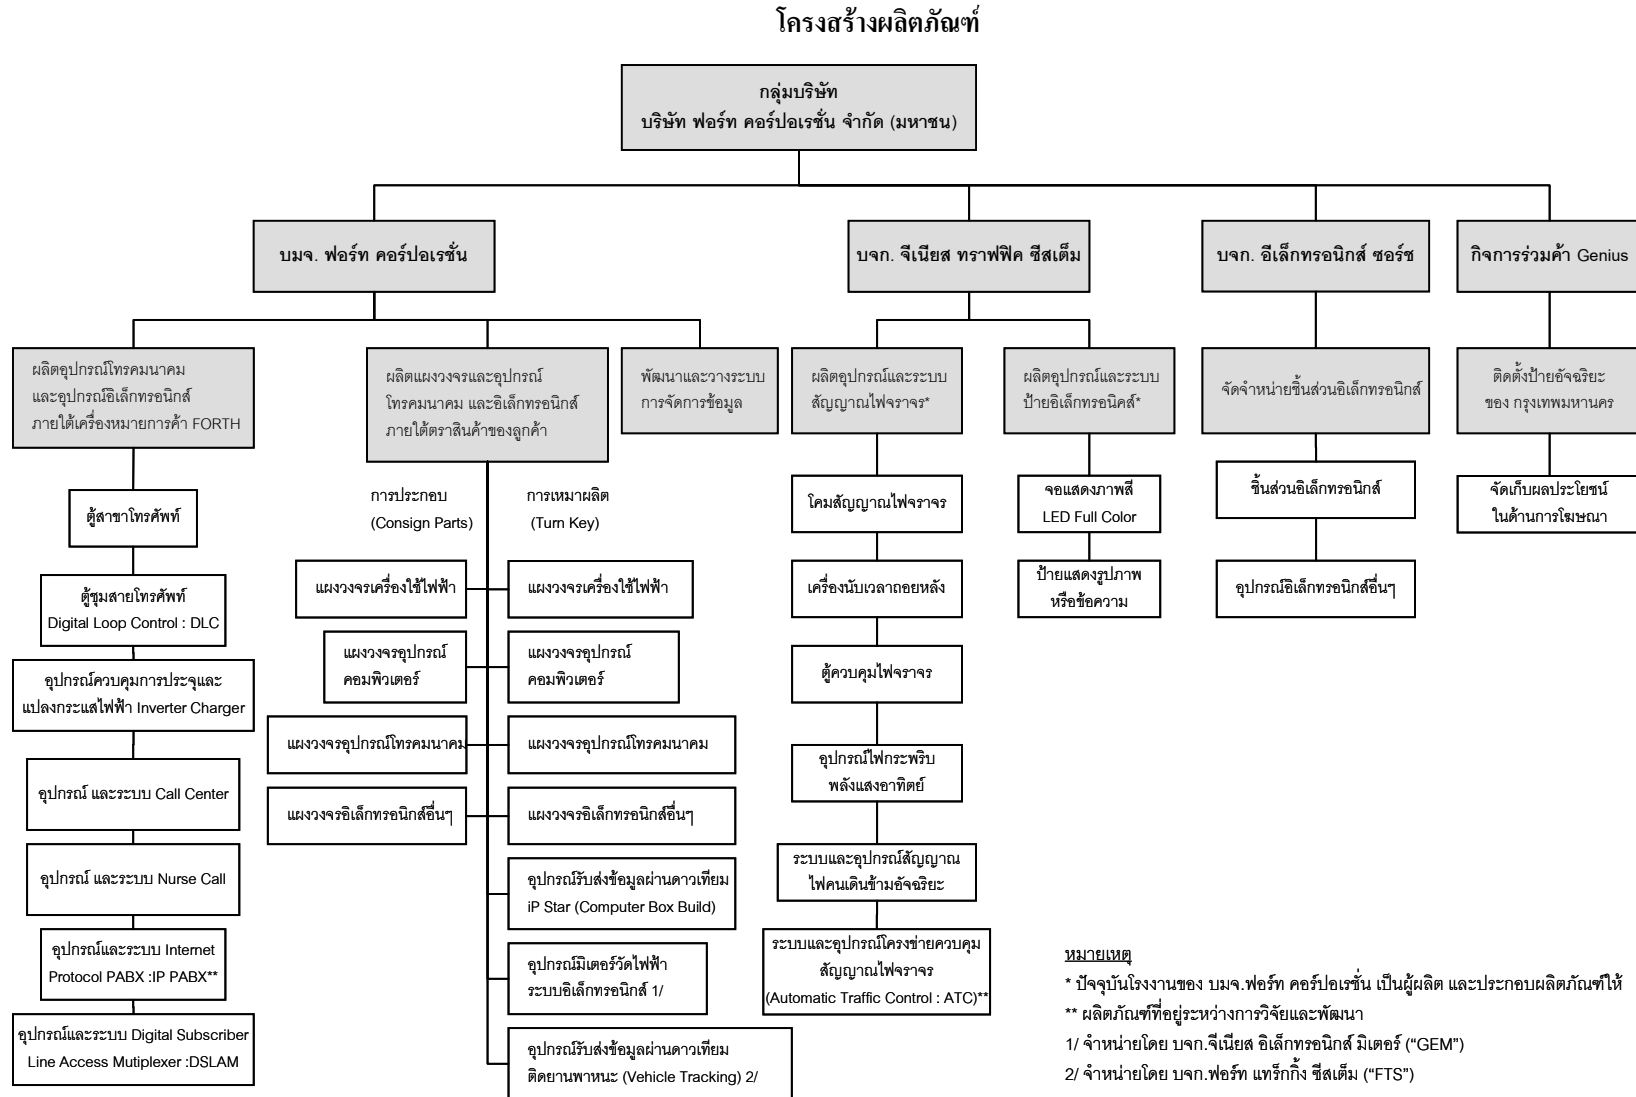 โครงสร้างผลิตภัณฑ์
กลุ่มบริษัท
บริษัท ฟอร์ท คอร์ปอเรชั่น จำกัด (มหาชน)
บมจ. ฟอร์ท คอร์ปอเรชั่น
บจก. จีเนียส ทราฟฟิค ซีสเต็ม
บจก. อีเล็กทรอนิกส์ ซอร์ซ
กิจการร่วมค้า Genius
ผลิตอุปกรณ์โทรคมนาคม
และอุปกรณ์อิเล็กทรอนิกส์
ภายใต้เครื่องหมายการค้า FORTH
ผลิตแผงวงจรและอุปกรณ์
โทรคมนาคม และอิเล็กทรอนิกส์
ภายใต้ตราสินค้าของลูกค้า
พัฒนาและวางระบบ
การจัดการข้อมูล
ผลิตอุปกรณ์และระบบ
สัญญาณไฟจราจร*
ผลิตอุปกรณ์และระบบ
ป้ายอิเล็กทรอนิคส์*
จัดจำหน่ายชิ้นส่วนอิเล็กทรอนิกส์
ติดตั้งป้ายอัจฉริยะ
ของ กรุงเทพมหานคร
ตู้สาขาโทรศัพท์
ตู้ชุมสายโทรศัพท์
Digital Loop Control : DLC
อุปกรณ์ควบคุมการประจุและ
แปลงกระแสไฟฟ้า Inverter Charger
อุปกรณ์ และระบบ Call Center
อุปกรณ์ และระบบ Nurse Call
อุปกรณ์และระบบ Internet
Protocol PABX :IP PABX**
อุปกรณ์และระบบ Digital Subscriber
Line Access Mutiplexer :DSLAM
การประกอบ
(Consign Parts)
แผงวงจรเครื่องใช้ไฟฟ้า
แผงวงจรอุปกรณ์
คอมพิวเตอร์
แผงวงจรอุปกรณ์โทรคมนาคม
แผงวงจรอิเล็กทรอนิกส์อื่นๆ
การเหมาผลิต
(Turn Key)
แผงวงจรเครื่องใช้ไฟฟ้า
แผงวงจรอุปกรณ์
คอมพิวเตอร์
แผงวงจรอุปกรณ์โทรคมนาคม
แผงวงจรอิเล็กทรอนิกส์อื่นๆ
อุปกรณ์รับส่งข้อมูลผ่านดาวเทียม
iP Star (Computer Box Build)
อุปกรณ์มิเตอร์วัดไฟฟ้า
ระบบอิเล็กทรอนิกส์ 1/
อุปกรณ์รับส่งข้อมูลผ่านดาวเทียม
ติดยานพาหนะ (Vehicle Tracking) 2/
โคมสัญญาณไฟจราจร
เครื่องนับเวลาถอยหลัง
ตู้ควบคุมไฟจราจร
อุปกรณ์ไฟกระพริบ
พลังแสงอาทิตย์
ระบบและอุปกรณ์สัญญาณ
ไฟคนเดินข้ามอัจฉริยะ
ระบบและอุปกรณ์โครงข่ายควบคุม
สัญญาณไฟจราจร
(Automatic Traffic Control : ATC)**
จอแสดงภาพสี
LED Full Color
ป้ายแสดงรูปภาพ
หรือข้อความ
ชิ้นส่วนอิเล็กทรอนิกส์
อุปกรณ์อิเล็กทรอนิกส์อื่นๆ
จัดเก็บผลประโยชน์
ในด้านการโฆษณา
หมายเหตุ
* ปัจจุบันโรงงานของ บมจ.ฟอร์ท คอร์ปอเรชั่น เป็นผู้ผลิต และประกอบผลิตภัณฑ์ให้
** ผลิตภัณฑ์ที่อยู่ระหว่างการวิจัยและพัฒนา
1/ จำหน่ายโดย บจก.จีเนียส อิเล็กทรอนิกส์ มิเตอร์ (“GEM”)
2/ จำหน่ายโดย บจก.ฟอร์ท แทร็กกิ้ง ซีสเต็ม (“FTS”)